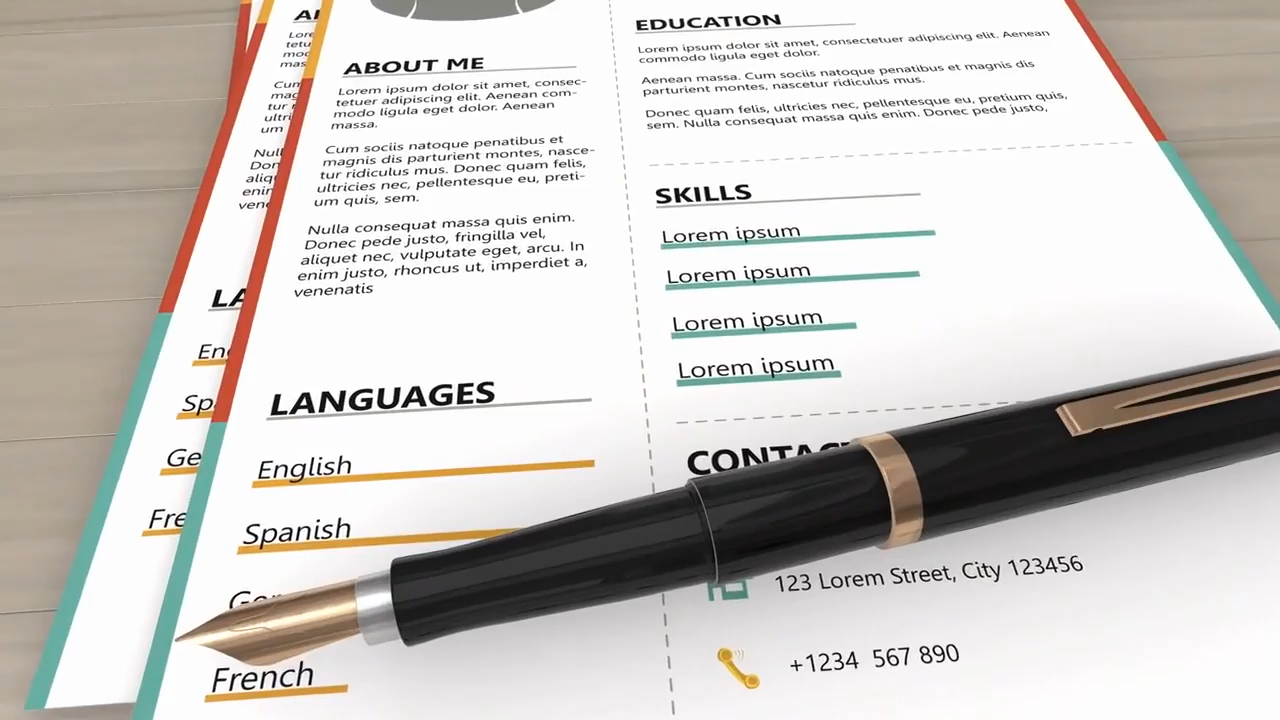 ABOUT ME
Lorem ipsum dolor sit amet, consec-
tetuer adipiscing elit. Aenean com-
modo ligula eget dolor. Aenean
massa.
Cum sociis natoque penatibus et
magnis dis parturient montes, nasce-
tur ridiculus mus. Donec quam felis,
ultricies nec, pellentesque eu, preti-
um quis, sem.
Nulla consequat massa quis enim.
Donec pede justo, fringilla vel,
aliquet nec, vulputate eget, arcu. In
enim justo, rhoncus ut, imperdiet a,
venenatis
LANGUAGES
English
Spanish
French
EDUCATION
Lorem ipsum dolor sit amet, consectetuer adipiscing elit. Aenean
commodo ligula eget dolor.
Aenean massa. Cum sociis natoque penatibus et magnis dis
parturient montes, nascetur ridiculus mus.
Donec quam felis, ultricies nec, pellentesque eu, pretium quis,
sem. Nulla consequat massa quis enim. Donec pede justo,
SKILLS
Lorem ipsum
Lorem ipsum
Lorem ipsum
Lorem ipsum
CONTAC
123 Lorem Street, City 123456
+1234 567 890